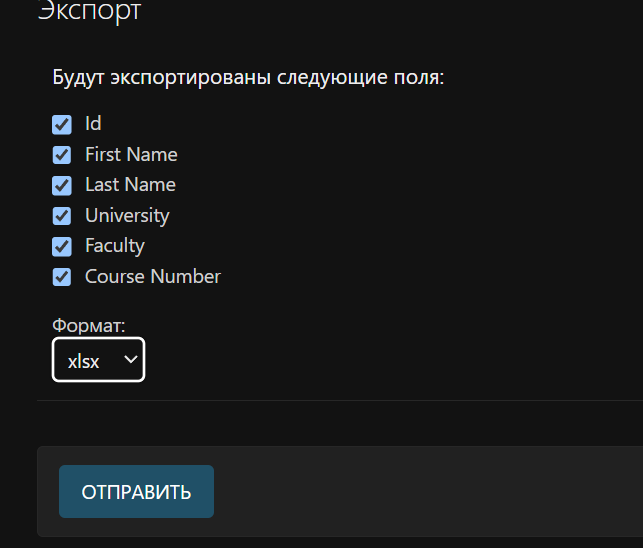 Экспорт
Будут экспортированы следующие поля:
Id
First Name
Last Name
University
Faculty
Course Number
Формат:
xlsx
ОТПРАВИТЬ